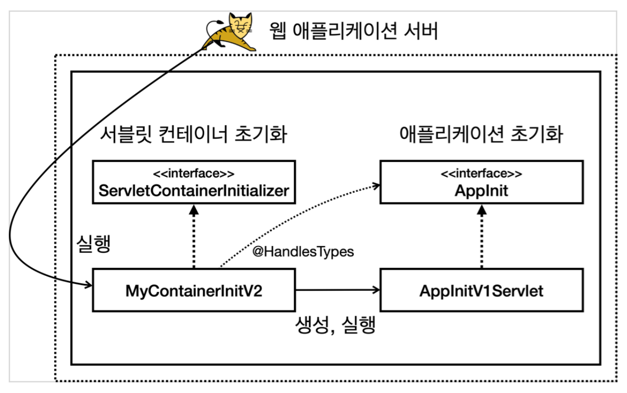 웹 애플리케이션 서버
서블릿 컨테이너 초기화
애플리케이션 초기화
<<interface>>
ServletContainerInitializer
<<interface>>
AppInit
실행
@HandlesTypes
MyContainerInitV2
AppInitV1Servlet
생성, 실행